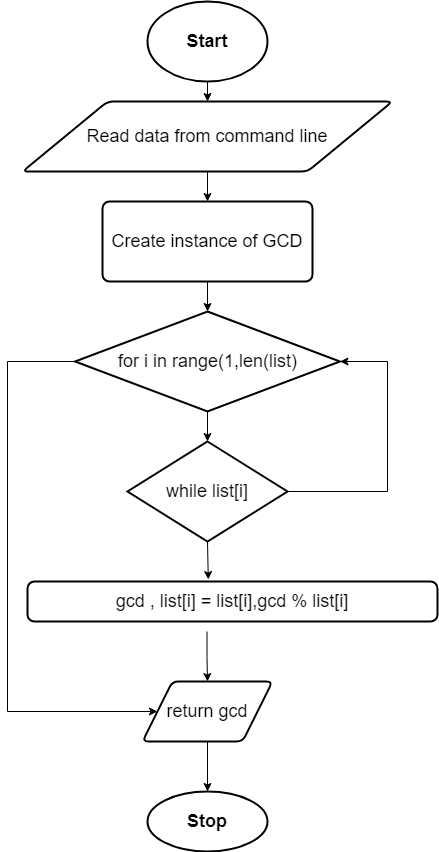 Start
Read data from command line
Create instance of GCD
for i in range(1,len(list)
while list[i]
gcd , list[i] = list[i],gcd % list[i]
return gcd
Stop